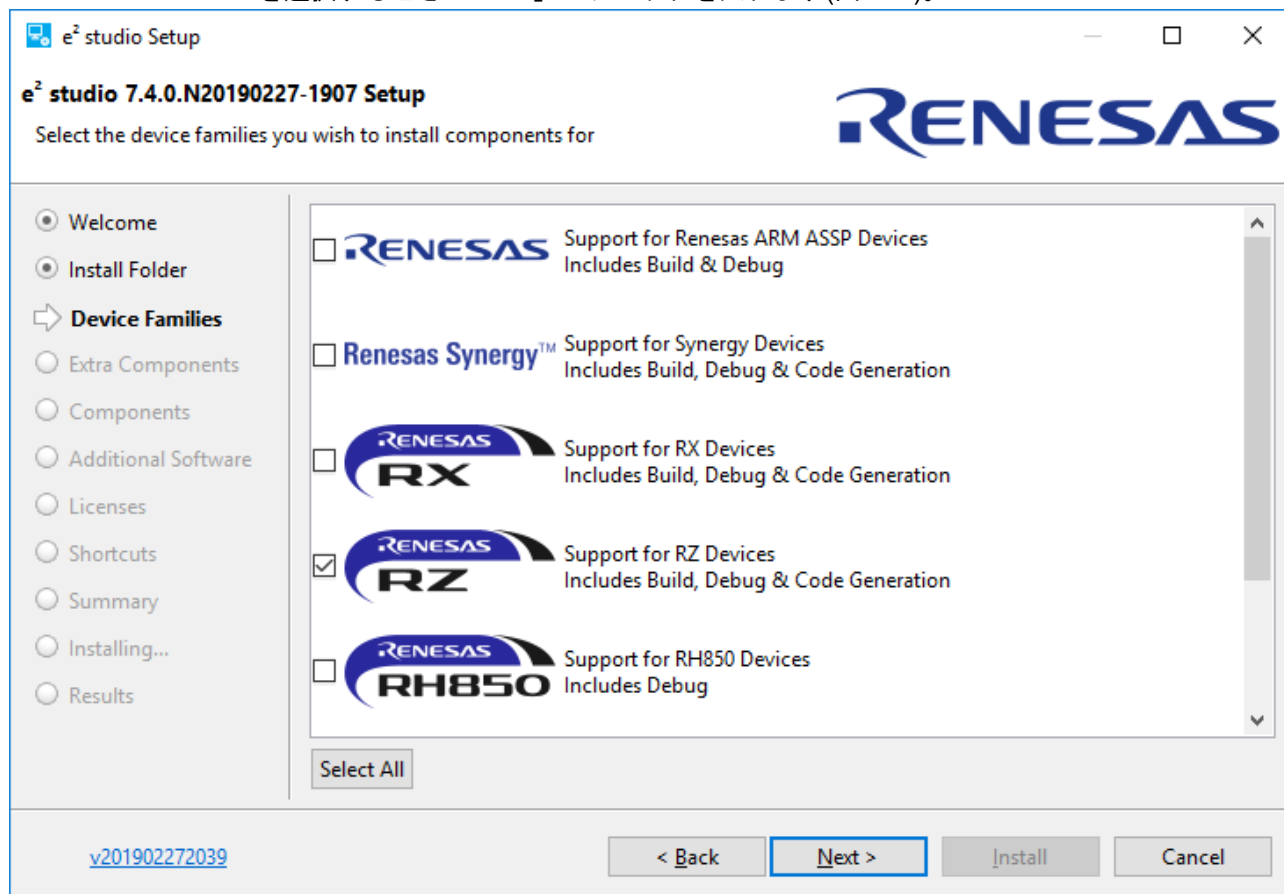 e² studio Setup
e² studio 7.4.0.N20190227-1907 Setup
Select the device families you wish to install components for
RENESAS
Welcome
Install Folder
Device Families
Extra Components
Components
Additional Software
Licenses
Shortcuts
Summary
Installing...
Results
RENESAS
Support for Renesas ARM ASSP Devices
Includes Build & Debug
Renesas Synergy™
Support for Synergy Devices
Includes Build, Debug & Code Generation
RENESAS
RX
Support for RX Devices
Includes Build, Debug & Code Generation
RENESAS
RZ
Support for RZ Devices
Includes Build, Debug & Code Generation
RENESAS
RH850
Support for RH850 Devices
Includes Debug
Select All
v201902272039
< Back
Next >
Install
Cancel